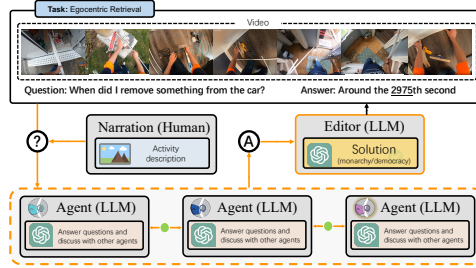 Task: Egocentric Retrieval
Video
Question: When did I remove something from the car?
Answer: Around the 2975th second
?
Narration (Human)
Activity
description
A
Editor (LLM)
Solution
(monarchy/democracy)
Agent (LLM)
Answer questions and
discuss with other agents
Agent (LLM)
Answer questions and
discuss with other agents
Agent (LLM)
Answer questions and
discuss with other agents